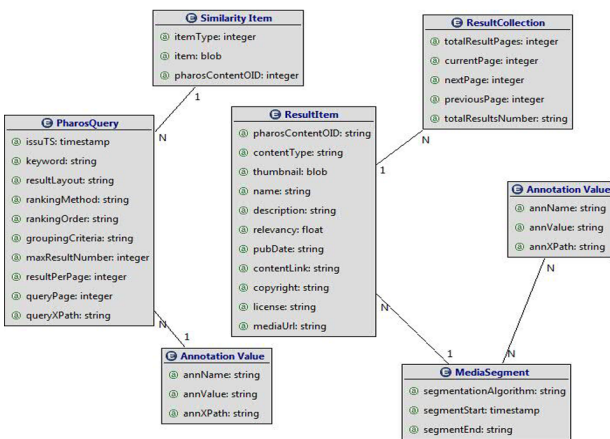 Similarity Item
itemType: integer
item: blob
pharosContentOID: integer
1
N
PharosQuery
issuTS: timestamp
keyword: string
resultLayout: string
rankingMethod: string
rankingOrder: string
groupingCriteria: string
maxResultNumber: integer
resultPerPage: integer
queryPage: integer
queryXPath: string
N
1
Annotation Value
annName: string
annValue: string
annXPath: string
ResultItem
pharosContentOID: string
contentType: string
thumbnail: blob
name: string
description: string
relevancy: float
pubDate: string
contentLink: string
copyright: string
license: string
mediaUrl: string
1
N
ResultCollection
totalResultPages: integer
currentPage: integer
nextPage: integer
previousPage: integer
totalResultsNumber: string
Annotation Value
annName: string
annValue: string
annXPath: string
N
N
N
1
MediaSegment
segmentationAlgorithm: string
segmentStart: timestamp
segmentEnd: string